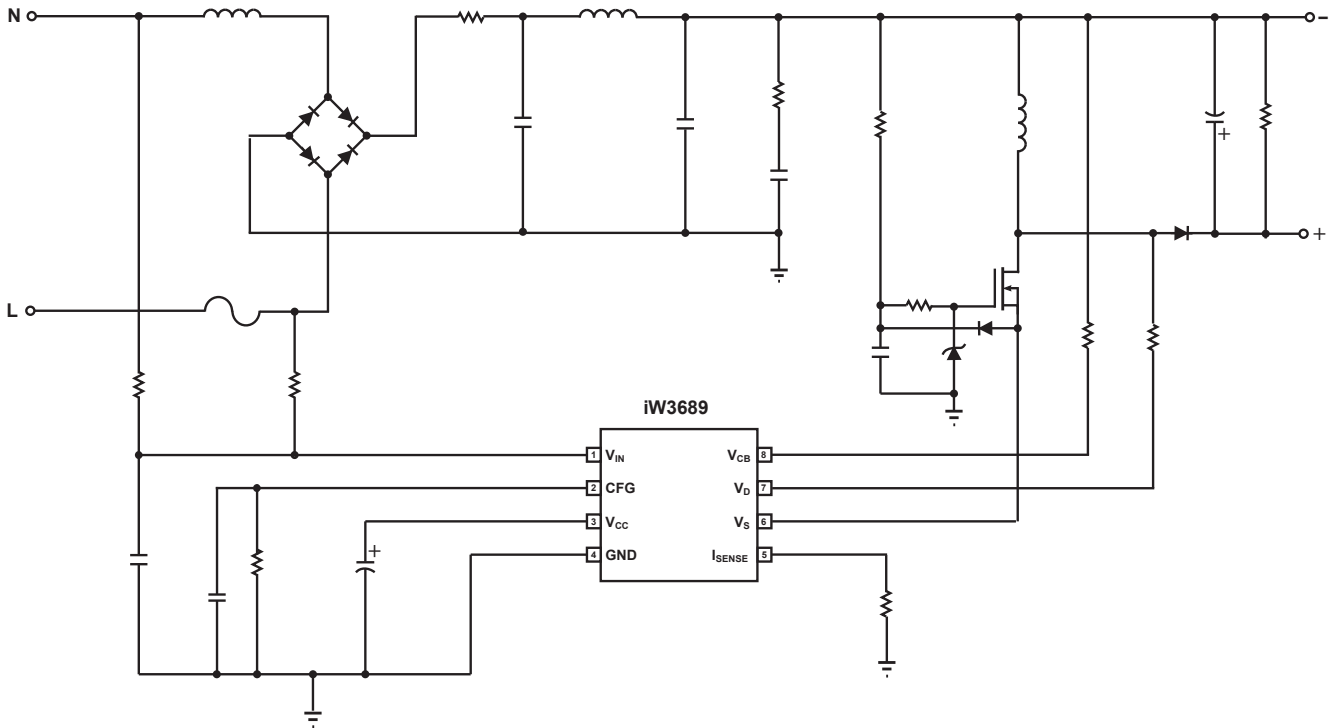 N
–
+
+
L
iW3689
1 V_IN
V_CB 8
2 CFG
V_D 7
3 V_CC
V_S 6
+
4 GND
I_SENSE 5